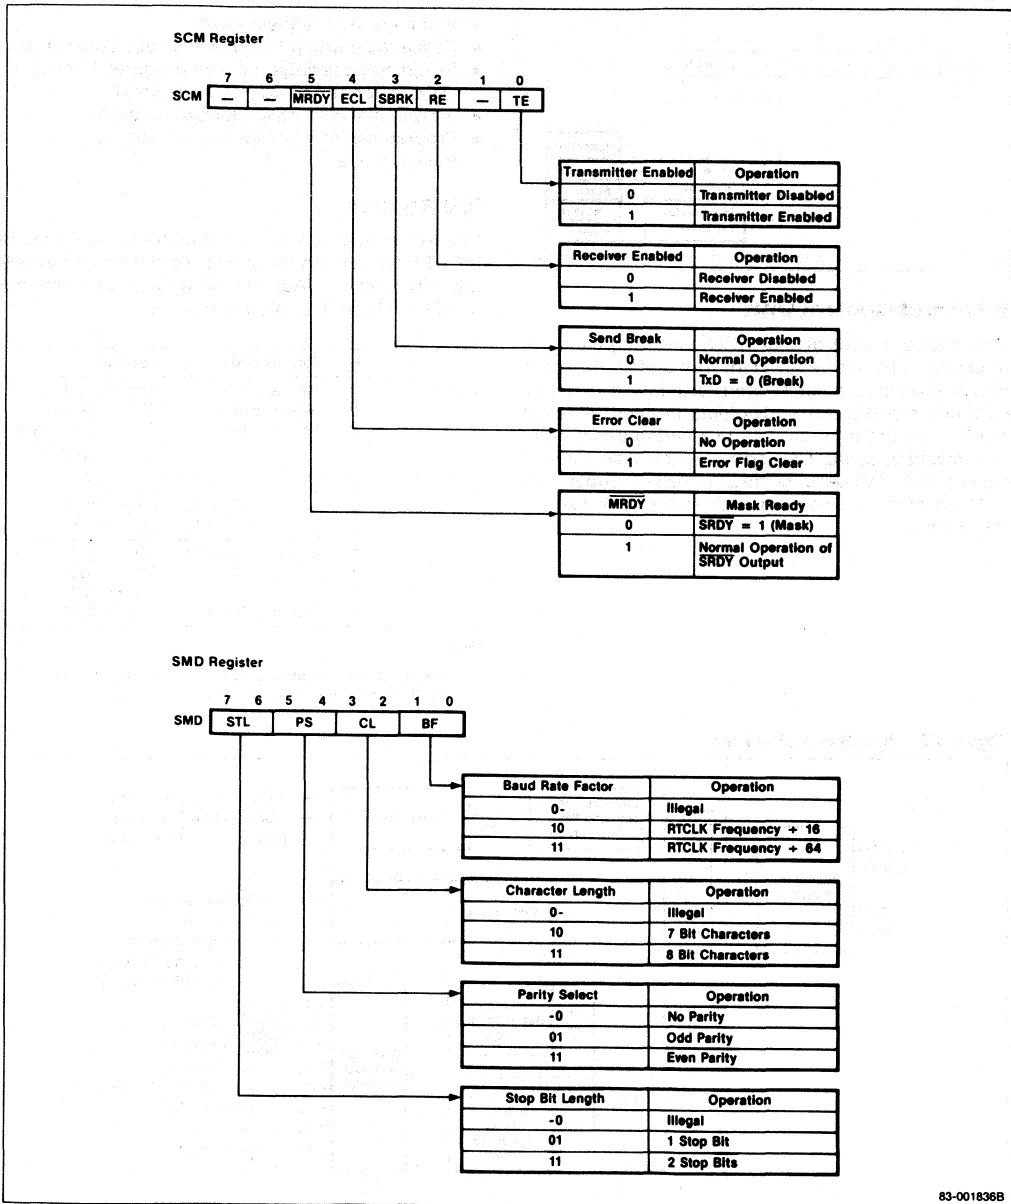 SCM Register
7 6 5 4 3 2 1 0
SCM — — MRDY ECL SBRK RE — TE
Transmitter Enabled Operation
0 Transmitter Disabled
1 Transmitter Enabled
Receiver Enabled Operation
0 Receiver Disabled
1 Receiver Enabled
Send Break Operation
0 Normal Operation
1 TxD = 0 (Break)
Error Clear Operation
0 No Operation
1 Error Flag Clear
MRDY Mask Ready
0 SRDY = 1 (Mask)
1 Normal Operation of
SRDY Output
SMD Register
7 6 5 4 3 2 1 0
SMD STL PS CL BF
Baud Rate Factor Operation
0- Illegal
10 RTCLK Frequency ÷ 16
11 RTCLK Frequency ÷ 64
Character Length Operation
0- Illegal
10 7 Bit Characters
11 8 Bit Characters
Parity Select Operation
-0 No Parity
01 Odd Parity
11 Even Parity
Stop Bit Length Operation
-0 Illegal
01 1 Stop Bit
11 2 Stop Bits
83-001836B